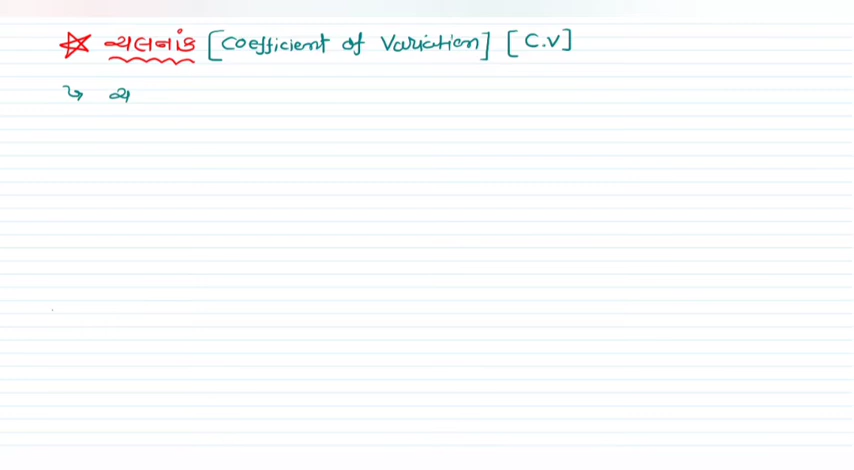 ☆ ચલનાંક [Coefficient of Variation] [C.V]
↳ ચ